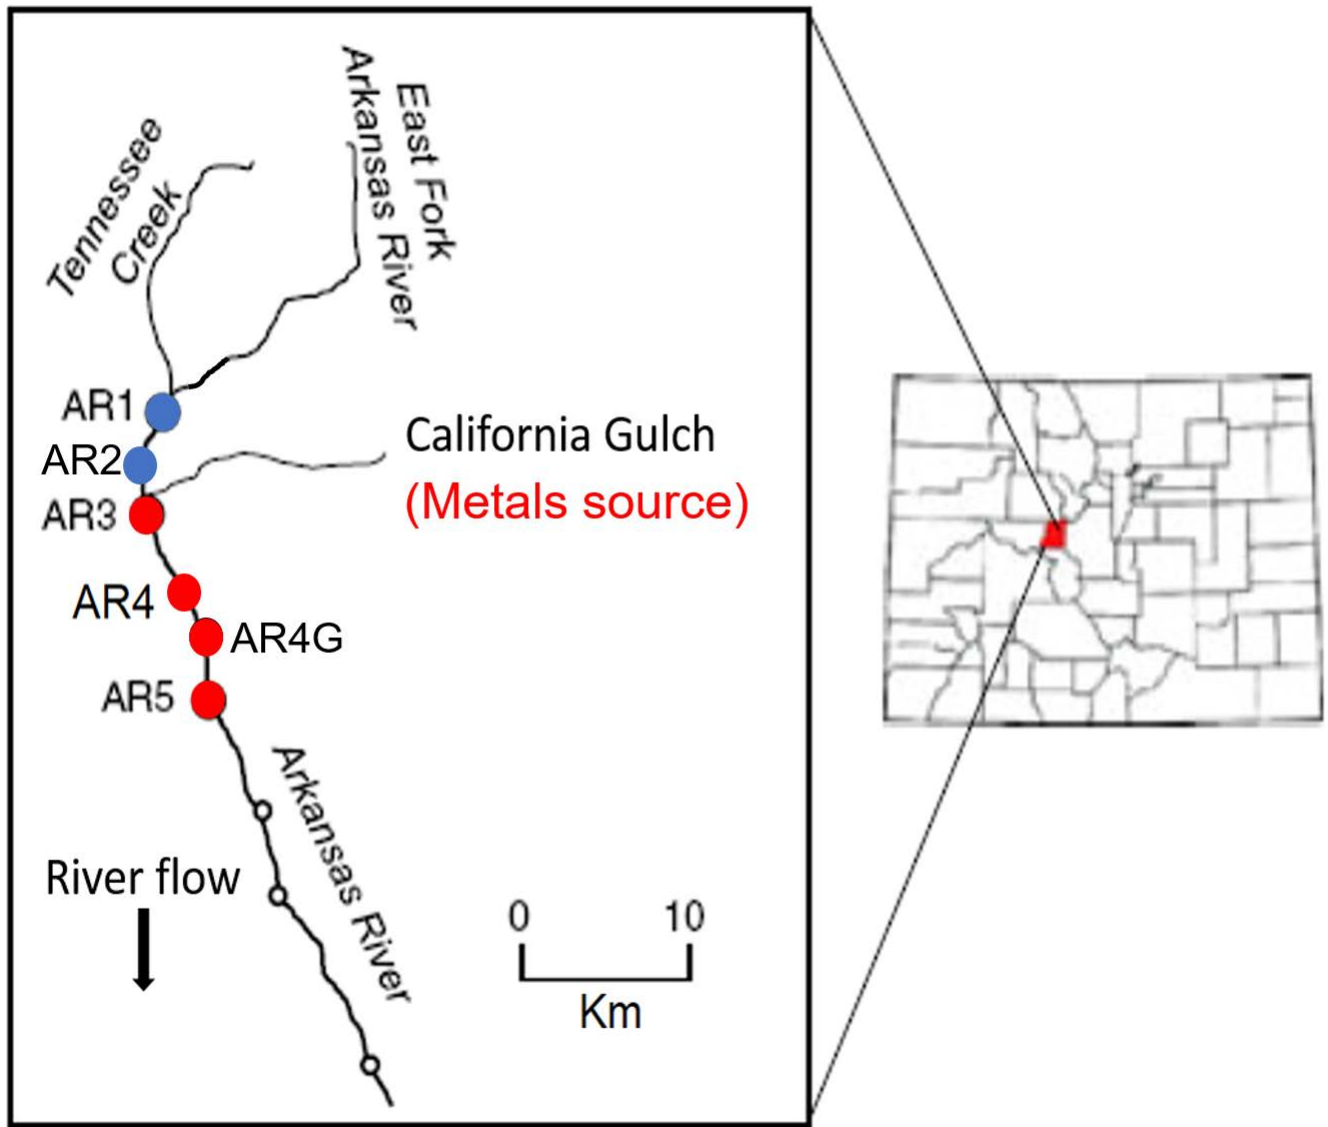 Tennessee
Creek
East Fork
Arkansas River
AR1
AR2
AR3
California Gulch
(Metals source)
AR4
AR4G
AR5
Arkansas River
River flow
0 10
Km